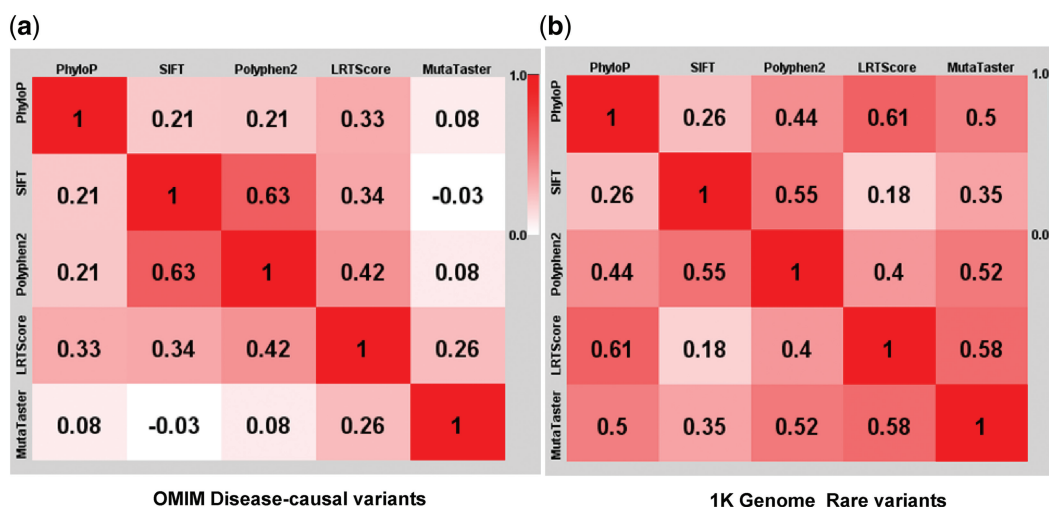 (a)
PhyloP SIFT Polyphen2 LRTScore MutaTaster
PhyloP 1 0.21 0.21 0.33 0.08
SIFT 0.21 1 0.63 0.34 -0.03
Polyphen2 0.21 0.63 1 0.42 0.08
LRTScore 0.33 0.34 0.42 1 0.26
MutaTaster 0.08 -0.03 0.08 0.26 1
1.0
0.0
OMIM Disease-causal variants
(b)
PhyloP SIFT Polyphen2 LRTScore MutaTaster
PhyloP 1 0.26 0.44 0.61 0.5
SIFT 0.26 1 0.55 0.18 0.35
Polyphen2 0.44 0.55 1 0.4 0.52
LRTScore 0.61 0.18 0.4 1 0.58
MutaTaster 0.5 0.35 0.52 0.58 1
1.0
0.0
1K Genome Rare variants